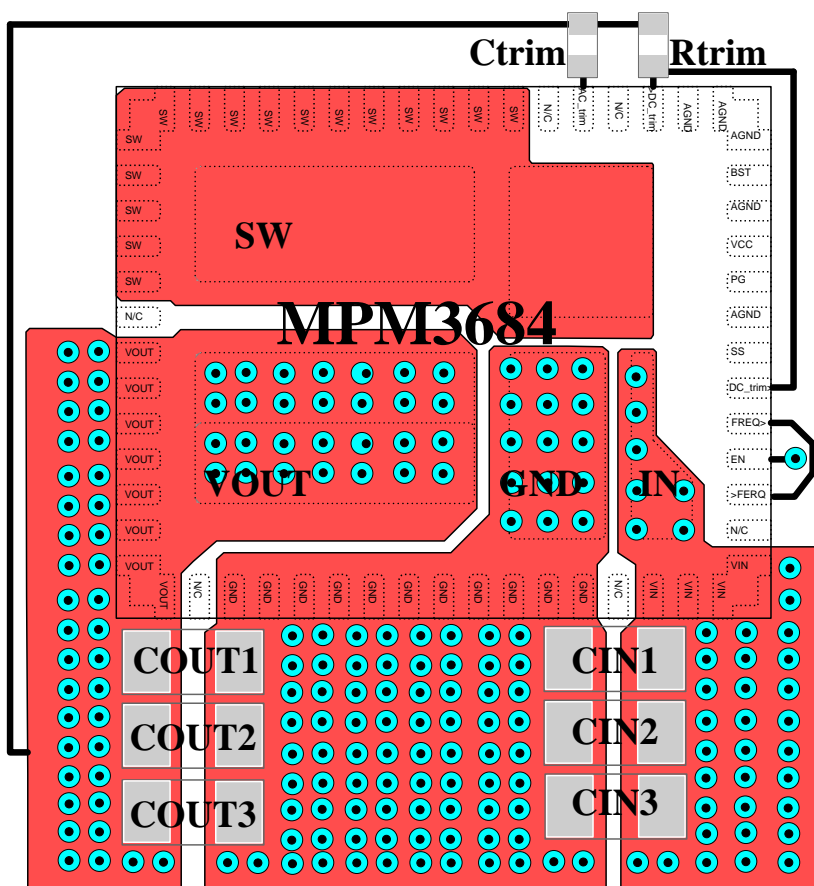 Ctrim Rtrim
SW SW SW SW SW SW SW SW SW SW SW N/C AC_trim N/C >DC_trim AGND AGND
SW AGND
SW BST
SW AGND
SW VCC
SW PG
N/C AGND
SW
MPM3684
VOUT SS
VOUT DC_trim>
VOUT FREQ>
VOUT EN
VOUT >FERQ
VOUT N/C
VOUT VIN
VOUT GND IN
VOUT N/C GND GND GND GND GND GND GND GND GND GND GND N/C VIN VIN VIN
COUT1 CIN1
COUT2 CIN2
COUT3 CIN3